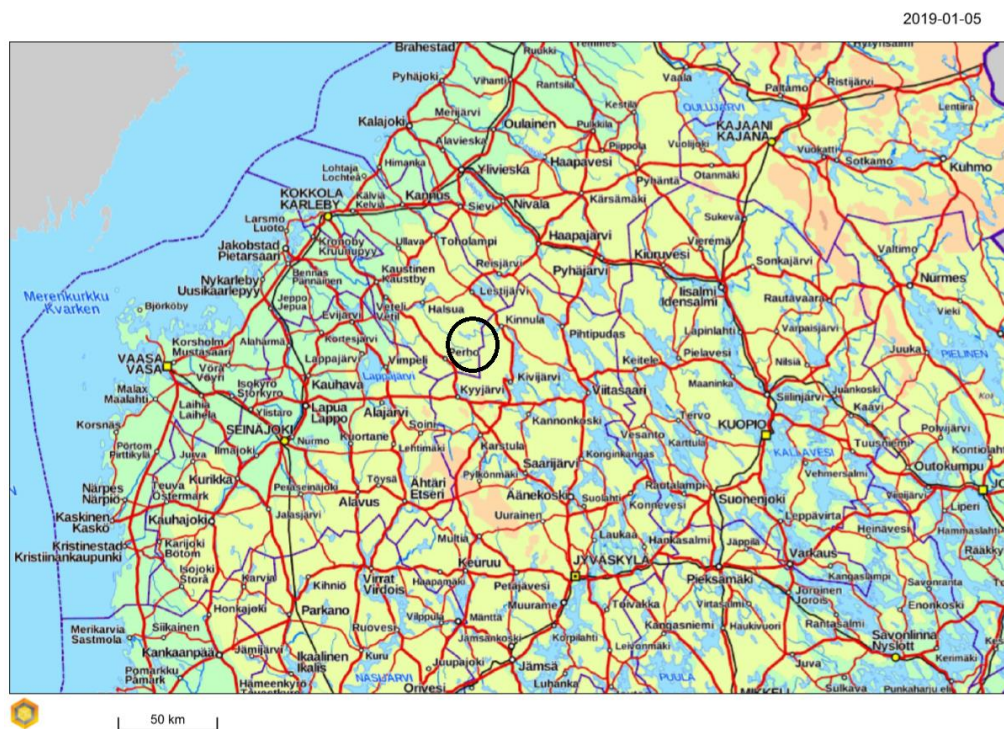 2019-01-05
Brahestad
Ruukki
Temmes
Hyrynsalmi
Pyhäjoki
Vihanti
Rantsila
Vaala
Paltamo
Ristijärvi
Merijärvi
Kestilä
OULUJÄRVI
Lentiira
Kalajoki
Oulainen
Pulkkila
KAJAANI
KAJANA
Alavieska
Piippola
Vuolijoki
Vuokatti
Sotkamo
Kuhmo
Lohtaja
Lochteå
Himanka
Ylivieska
Haapavesi
Pyhäntä
Otanmäki
KOKKOLA
KARLEBY
Kälviä
Kelviå
Kannus
Sievi
Nivala
Kärsämäki
Sukeva
Larsmo
Luoto
Kronoby
Kruunupyy
Ullava
Toholampi
Haapajärvi
Vieremä
Valtimo
Jakobstad
Pietarsaari
Reisjärvi
Pyhäjärvi
Kiuruvesi
Sonkajärvi
Nurmes
Nykarleby
Uusikaarlepyy
Bennäs
Pännäinen
Kaustinen
Kaustby
Lestijärvi
Iisalmi
Idensalmi
Rautavaara
Merenkurkku
Kvarken
Björköby
Jeppo
Jepua
Evijärvi
Veteli
Vetil
Halsua
Kinnula
Pihtipudas
Lapinlahti
Varpaisjärvi
Vieki
Korsholm
Mustasaari
Alahärmä
Kortesjärvi
VAASA
VASA
Vörå
Vöyri
Lappajärvi
Vimpeli
Perho
Keitele
Pielavesi
Nilsiä
Juuka
PIELINEN
Malax
Maalahti
Isokyrö
Storkyro
Kauhava
Lappajärvi
Kyyjärvi
Kivijärvi
Viitasaari
Maaninka
Siilinjärvi
Juankoski
Koa
Laihia
Laihela
Ylistaro
Lapua
Lappo
Alajärvi
Kaavi
Korsnäs
SEINÄJOKI
Nurmo
Kuortane
Soini
Lehtimäki
Kannonkoski
Tervo
Vesanto
Karttula
KUOPIO
Polvijärvi
Pörtom
Pirttikylä
Jurva
Ilmajoki
Karstula
Konginkangas
Tuusniemi
Kontiolahti
KALLAVESI
Närpes
Närpiö
Teuva
Östermark
Kurikka
Peräseinäjoki
Töysä
Alavus
Ähtäri
Etseri
Pylkönmäki
Saarijärvi
Äänekoski
Suolahti
Rautalampi
Konnevesi
Suonenjoki
Vehmersalmi
Outokumpu
Kaskinen
Kaskö
Kauhajoki
Jalasjärvi
Uurainen
Leppävirta
Viinijärvi
Liperi
Kristinestad
Kristiinankaupunki
Karijoki
Bötom
Multia
Laukaa
Hankasalmi
Jäppilä
Heinävesi
Hammaslahti
Isojoki
Storå
Karvia
Kihniö
Virrat
Virdois
Haapamäki
Keuruu
Petäjävesi
JYVÄSKYLÄ
Pieksämäki
Varkaus
Kangaslampi
Savonranta
Honkajoki
Parkano
Vilppula
Mänttä
Muurame
Toivakka
Virtasalmi
Joroinen
Jorois
Enonkoski
Merikarvia
Sastmola
Siikainen
Ruovesi
Jämsänkoski
Korpilahti
Kangasniemi
Haukivuori
Rantasalmi
Savonlinna
Nyslott
Kankaanpää
Jämijärvi
Ikaalinen
Ikalis
Kuru
Juupajoki
Jämsä
Leivonmäki
Juva
Kerimäki
Pomarkku
Påmark
Hämeenkyrö
NÄSIJÄRVI
Orivesi
Luhanka
PUULA
MIKKELI
Sulkava
50 km